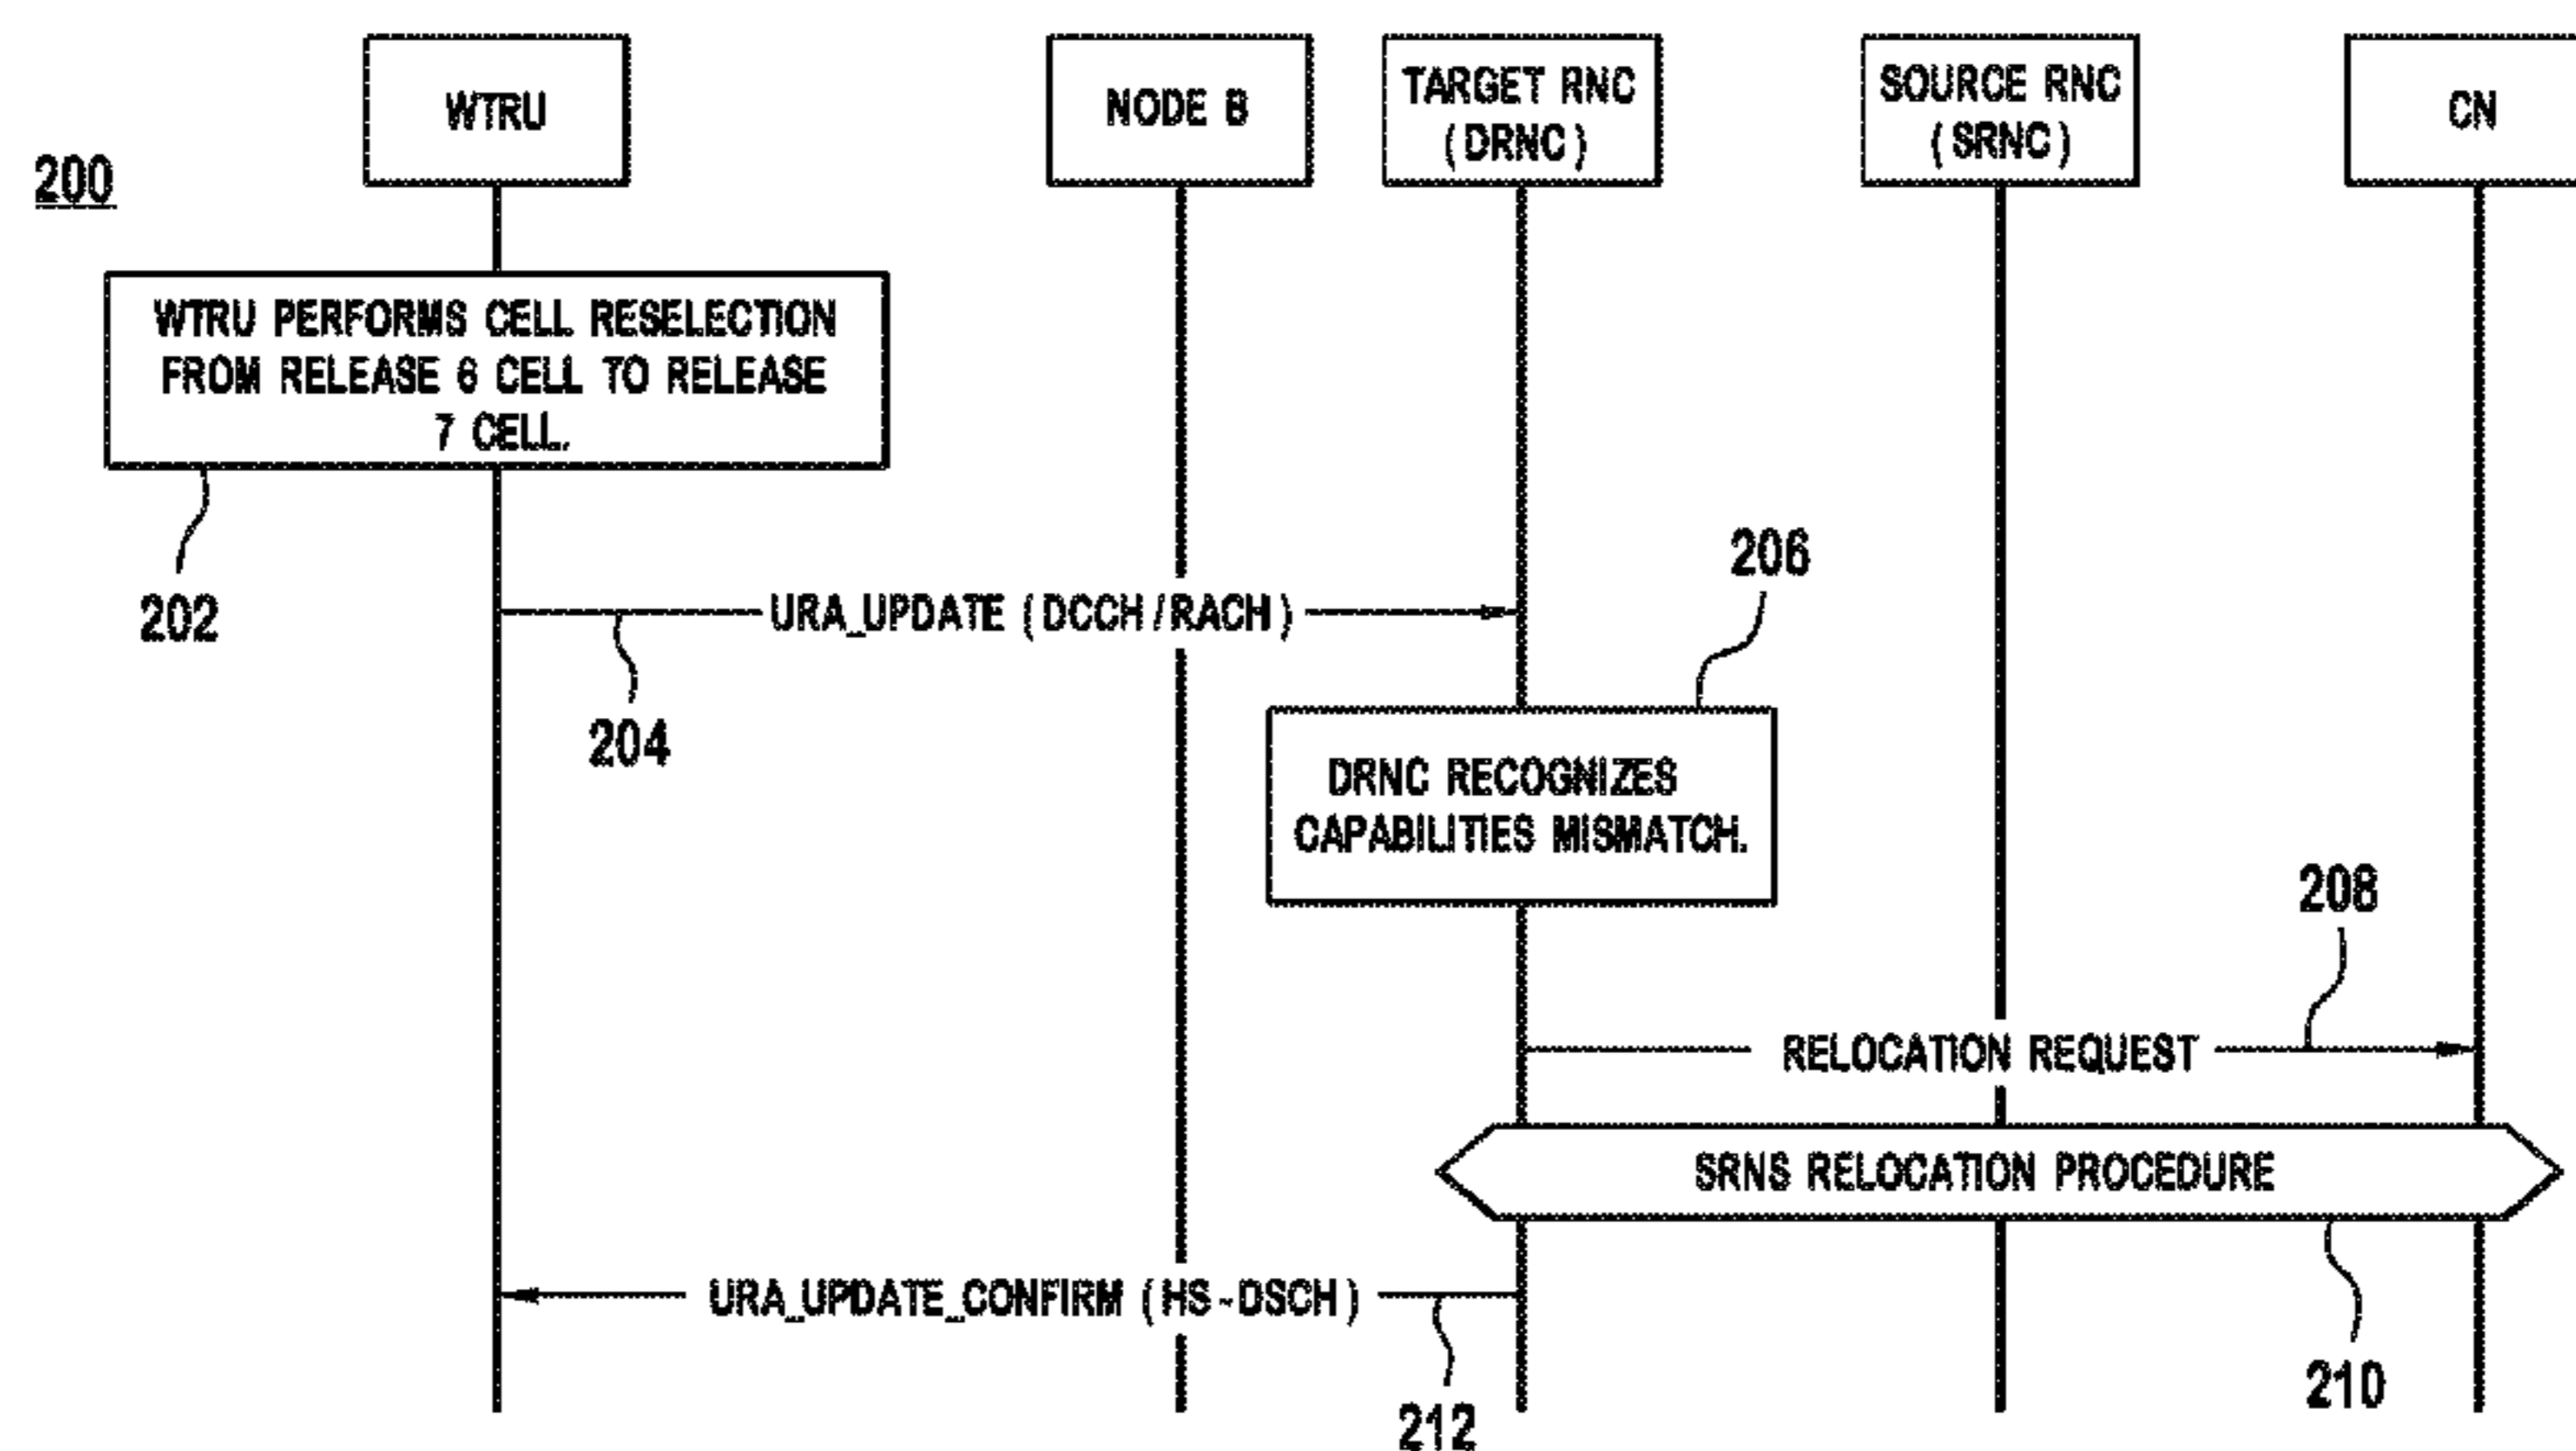 200
WTRU
NODE B
TARGET RNC
(DRNC)
SOURCE RNC
(SRNC)
CN
WTRU PERFORMS CELL RESELECTION
FROM RELEASE 6 CELL TO RELEASE
7 CELL.
202
URA_UPDATE (DCCH/RACH)
204
206
DRNC RECOGNIZES
CAPABILITIES MISMATCH.
208
RELOCATION REQUEST
SRNS RELOCATION PROCEDURE
210
URA_UPDATE_CONFIRM (HS-DSCH)
212